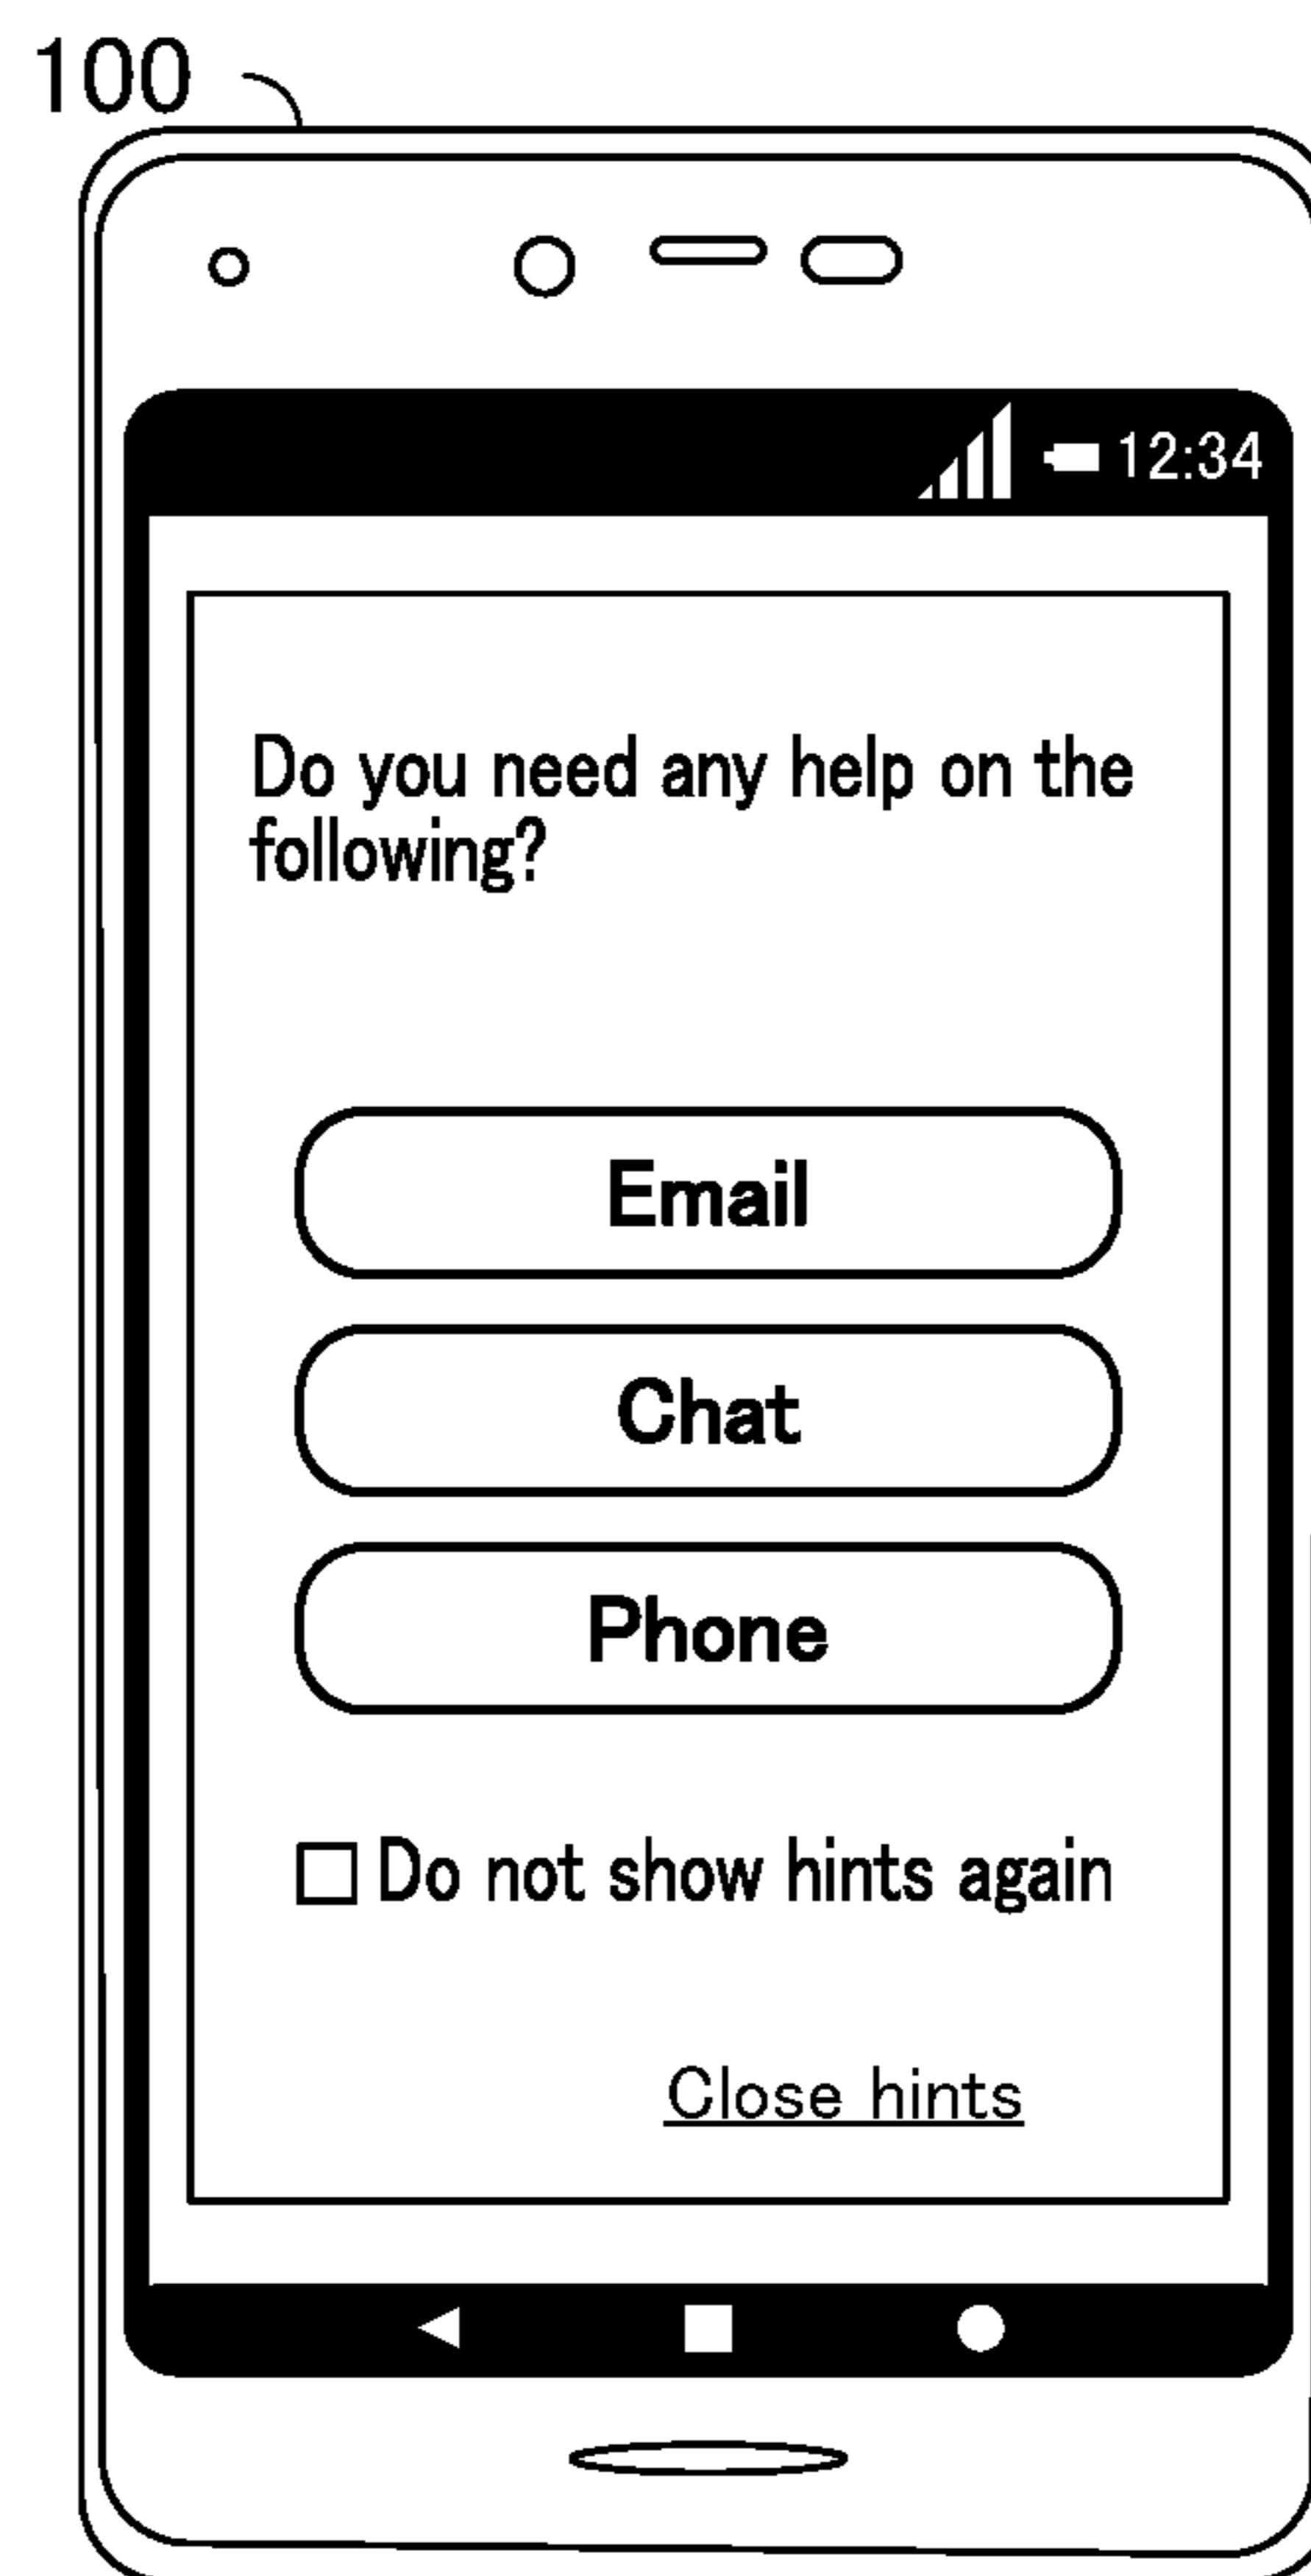 100
12:34
Do you need any help on the
following?
Email
Chat
Phone
Do not show hints again
Close hints